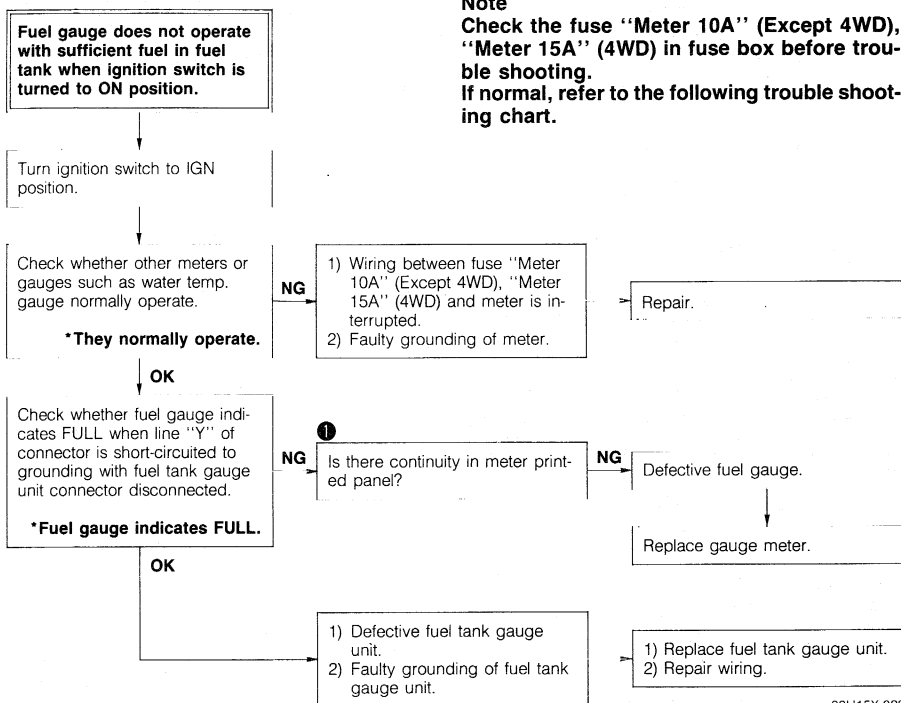 Fuel gauge does not operate
with sufficient fuel in fuel
tank when ignition switch is
turned to ON position.
Note
Check the fuse ‘‘Meter 10A’’ (Except 4WD),
‘‘Meter 15A’’ (4WD) in fuse box before trou-
ble shooting.
If normal, refer to the following trouble shoot-
ing chart.
Turn ignition switch to IGN
position.
Check whether other meters or
gauges such as water temp.
gauge normally operate.
*They normally operate.
NG
1) Wiring between fuse ‘‘Meter
10A’’ (Except 4WD), ‘‘Meter
15A’’ (4WD) and meter is in-
terrupted.
2) Faulty grounding of meter.
Repair.
OK
Check whether fuel gauge indi-
cates FULL when line ‘‘Y’’ of
connector is short-circuited to
grounding with fuel tank gauge
unit connector disconnected.
*Fuel gauge indicates FULL.
NG
1
Is there continuity in meter print-
ed panel?
NG
Defective fuel gauge.
Replace gauge meter.
OK
1) Defective fuel tank gauge
unit.
2) Faulty grounding of fuel tank
gauge unit.
1) Replace fuel tank gauge unit.
2) Repair wiring.